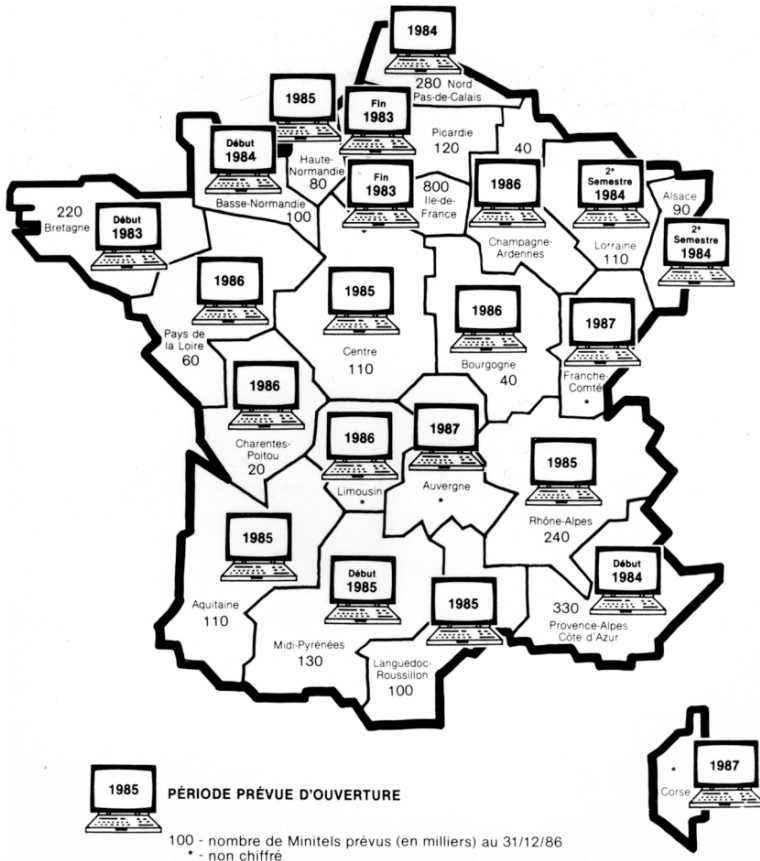 1984
280 Nord
Pas-de-Calais
1985
Fin
1983
Picardie
120
40
Début
1984
Haute-
Normandie
80
Fin
1983
800
Ile-de-
France
1986
2e
Semestre
1984
Alsace
90
Basse-Normandie
100
220
Bretagne
Début
1983
Champagne-
Ardennes
Lorraine
110
2e
Semestre
1984
1986
1985
1986
1987
Pays de
la Loire
60
Centre
110
Bourgogne
40
Franche-
Comté
*
1986
Charentes-
Poitou
20
1986
Limousin
*
1987
Auvergne
*
1985
Rhône-Alpes
240
1985
Aquitaine
110
Début
1985
Midi-Pyrénées
130
1985
Languedoc-
Roussillon
100
Début
1984
330
Provence-Alpes
Côte d'Azur
*
Corse
1987
1985
PÉRIODE PRÉVUE D'OUVERTURE
100 - nombre de Minitels prévus (en milliers) au 31/12/86
* - non chiffré